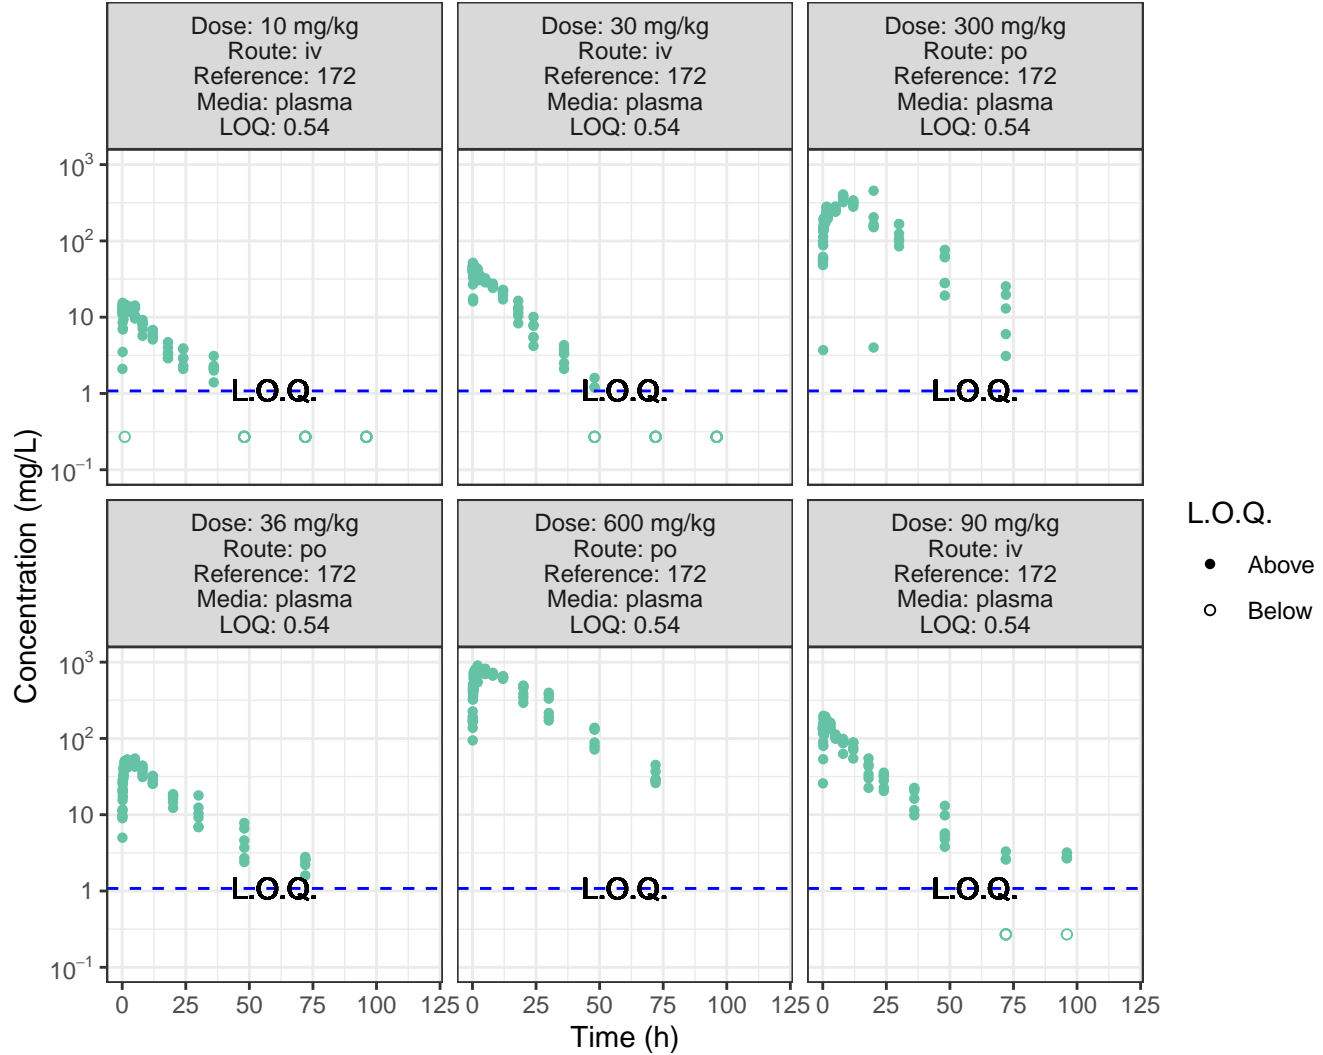 Dose: 10 mg/kg
Route: iv
Reference: 172
Media: plasma
LOQ: 0.54
Dose: 30 mg/kg
Route: iv
Reference: 172
Media: plasma
LOQ: 0.54
Dose: 300 mg/kg
Route: po
Reference: 172
Media: plasma
LOQ: 0.54
10³
10²
10
1
10⁻¹
L.O.Q.
L.O.Q.
L.O.Q.
Dose: 36 mg/kg
Route: po
Reference: 172
Media: plasma
LOQ: 0.54
Dose: 600 mg/kg
Route: po
Reference: 172
Media: plasma
LOQ: 0.54
Dose: 90 mg/kg
Route: iv
Reference: 172
Media: plasma
LOQ: 0.54
10³
10²
10
1
10⁻¹
L.O.Q.
L.O.Q.
L.O.Q.
0 25 50 75 100 125
0 25 50 75 100 125
0 25 50 75 100 125
Time (h)
Concentration (mg/L)
L.O.Q.
Above
Below